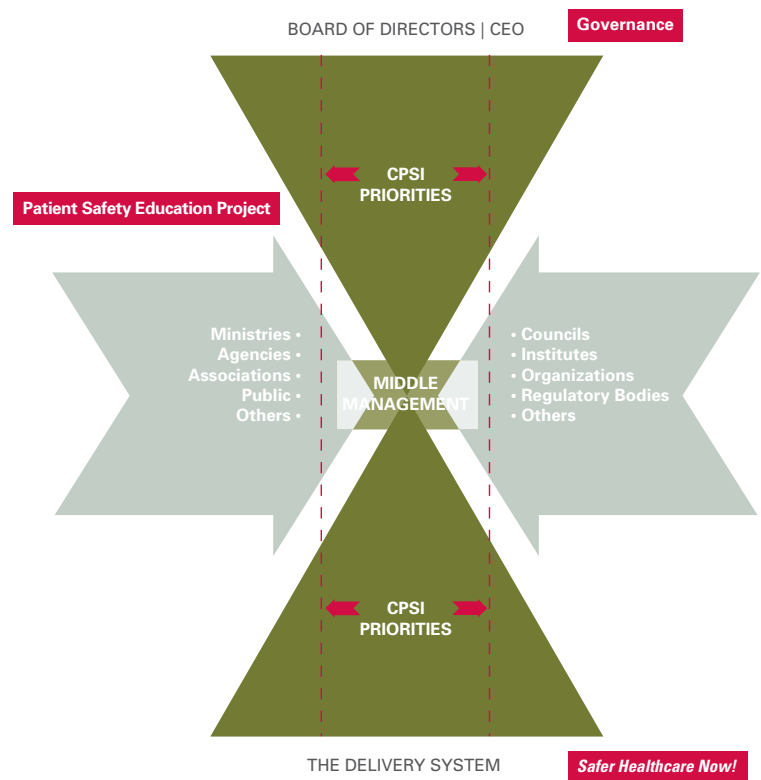 BOARD OF DIRECTORS | CEO
Governance
CPSI
PRIORITIES
Patient Safety Education Project
Ministries •
Agencies •
Associations •
Public •
Others •
MIDDLE
MANAGEMENT
• Councils
• Institutes
• Organizations
• Regulatory Bodies
• Others
CPSI
PRIORITIES
THE DELIVERY SYSTEM
Safer Healthcare Now!